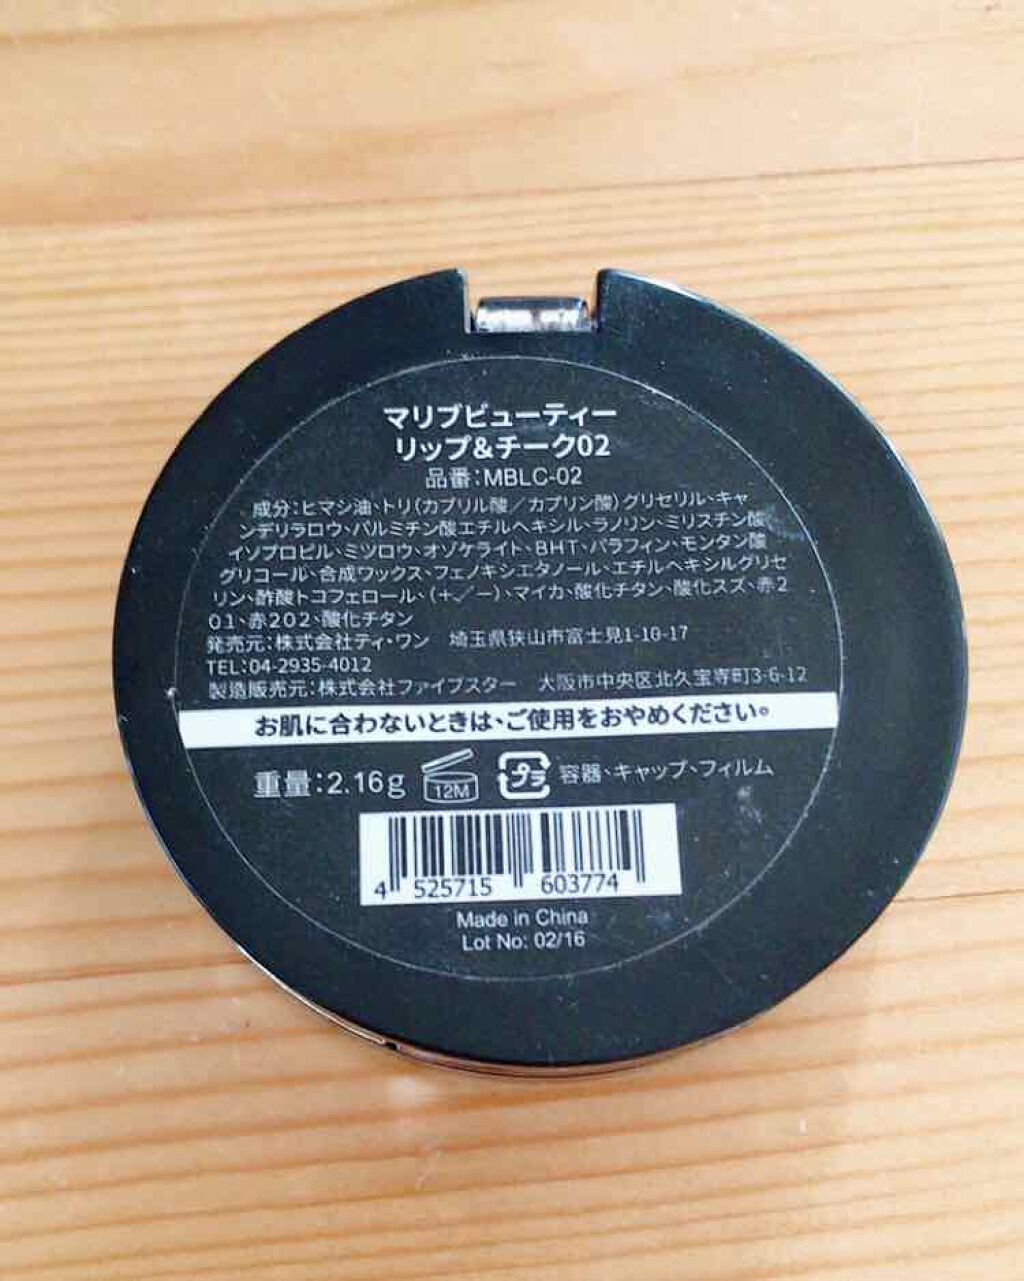 マリブビューティー
リップ&チーク02
品番:MBLC-02
成分:ヒマシ油、トリ(カプリル酸/カプリン酸)グリセリル、キャ
ンデリラロウ、パルミチン酸エチルヘキシル、ラノリン、ミリスチン酸
イソプロピル、ミツロウ、オゾケライト、BHT、パラフィン、モンタン酸
グリコール、合成ワックス、フェノキシエタノール、エチルヘキシルグリセ
リン、酢酸トコフェロール、(+/-)、マイカ、酸化チタン、酸化スズ、赤2
01、赤202、酸化チタン
発売元:株式会社ティ・ワン 埼玉県狭山市富士見1-10-17
TEL:04-2935-4012
製造販売元:株式会社ファイブスター 大阪市中央区北久宝寺町3-6-12
お肌に合わないときは、ご使用をおやめください。
重量:2.16g 12M プラ 容器、キャップ、フィルム
4 525715 603774
Made in China
Lot No: 02/16